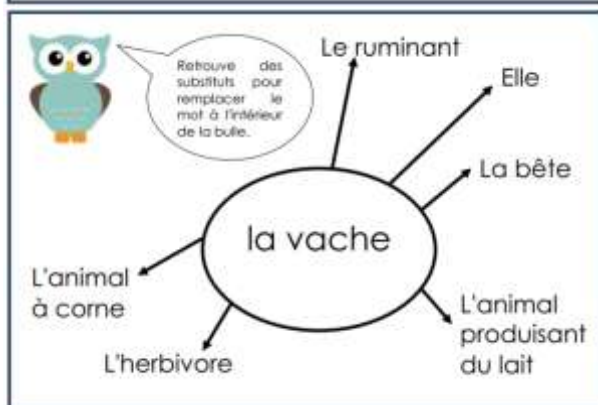 Retrouve des
substituts pour
remplacer le
mot à l'intérieur
de la bulle.
Le ruminant
Elle
La bête
la vache
L'animal
à corne
L'herbivore
L'animal
produisant
du lait